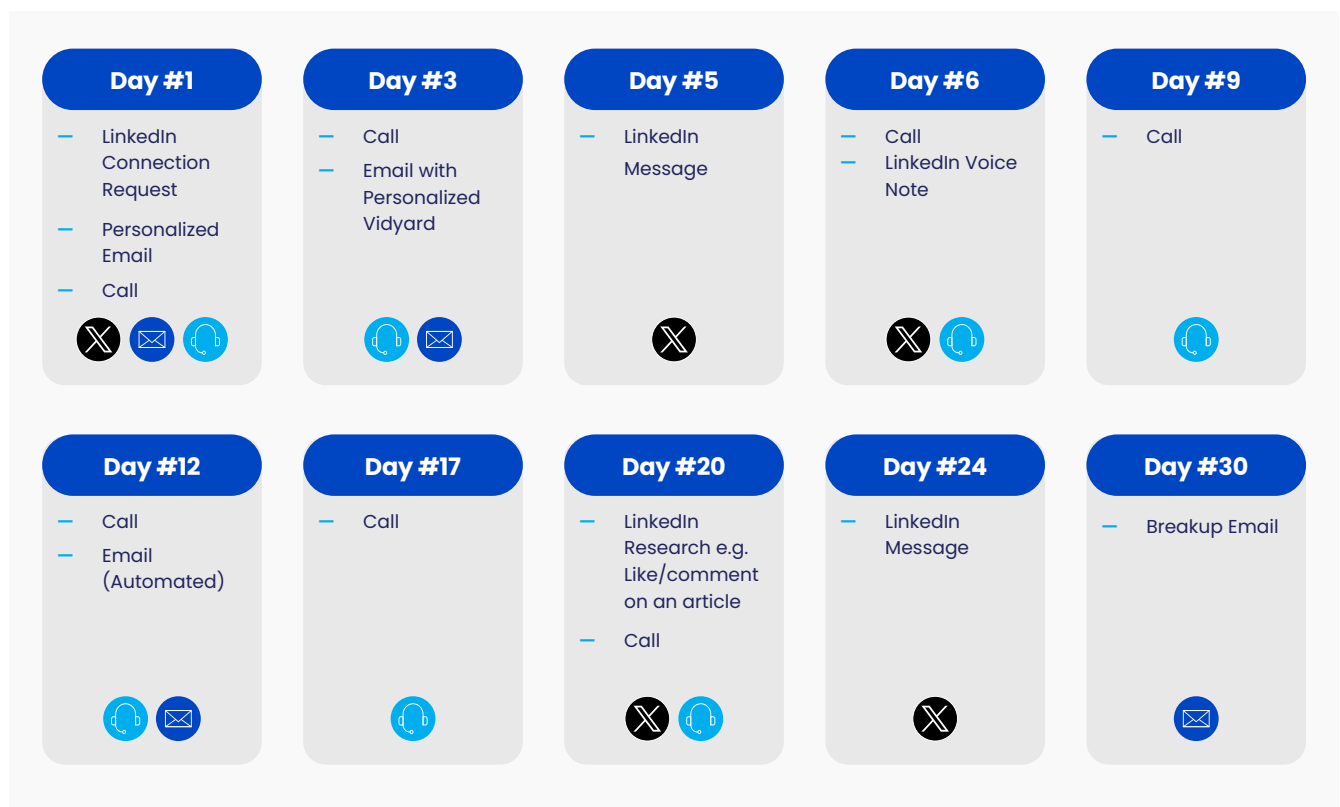 Day #1
— LinkedIn
Connection
Request
— Personalized
Email
— Call
Day #3
— Call
— Email with
Personalized
Vidyard
Day #5
— LinkedIn
Message
Day #6
— Call
— LinkedIn Voice
Note
Day #9
— Call
Day #12
— Call
— Email
(Automated)
Day #17
— Call
Day #20
— LinkedIn
Research e.g.
Like/comment
on an article
— Call
Day #24
— LinkedIn
Message
Day #30
— Breakup Email